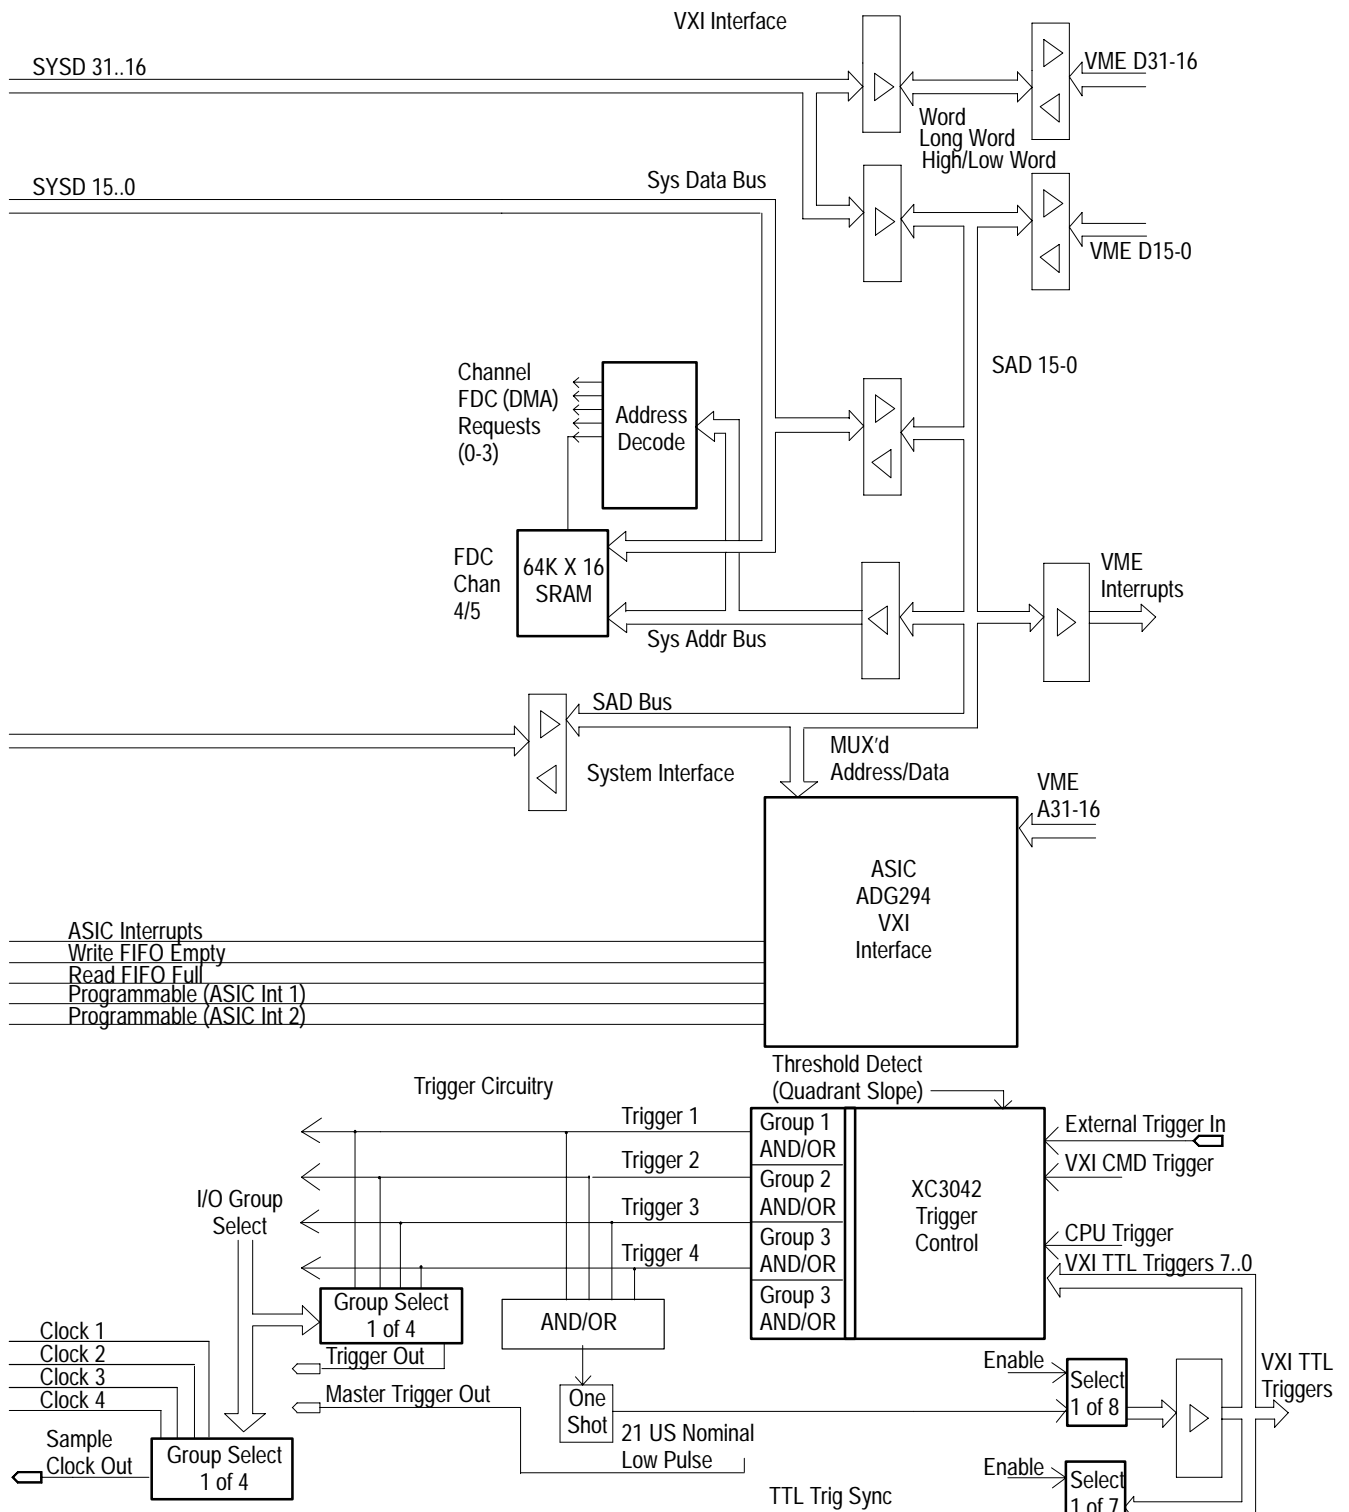 VXI Interface
SYSD 31..16
VME D31-16
Word
Long Word
High/Low Word
SYSD 15..0
Sys Data Bus
VME D15-0
SAD 15-0
Channel
FDC (DMA)
Requests
(0-3)
Address
Decode
FDC
Chan
4/5
64K X 16
SRAM
VME
Interrupts
Sys Addr Bus
SAD Bus
System Interface
MUX'd
Address/Data
VME
A31-16
ASIC
ADG294
VXI
Interface
ASIC Interrupts
Write FIFO Empty
Read FIFO Full
Programmable (ASIC Int 1)
Programmable (ASIC Int 2)
Threshold Detect
(Quadrant Slope)
Trigger Circuitry
Trigger 1
Trigger 2
Trigger 3
Trigger 4
Group 1
AND/OR
Group 2
AND/OR
Group 3
AND/OR
Group 3
AND/OR
XC3042
Trigger
Control
External Trigger In
VXI CMD Trigger
CPU Trigger
VXI TTL Triggers 7..0
I/O Group
Select
Group Select
1 of 4
AND/OR
Clock 1
Clock 2
Clock 3
Clock 4
Trigger Out
Master Trigger Out
One
Shot
21 US Nominal
Low Pulse
Enable
Select
1 of 8
VXI TTL
Triggers
Sample
Clock Out
Group Select
1 of 4
TTL Trig Sync
Enable
Select
1 of 7